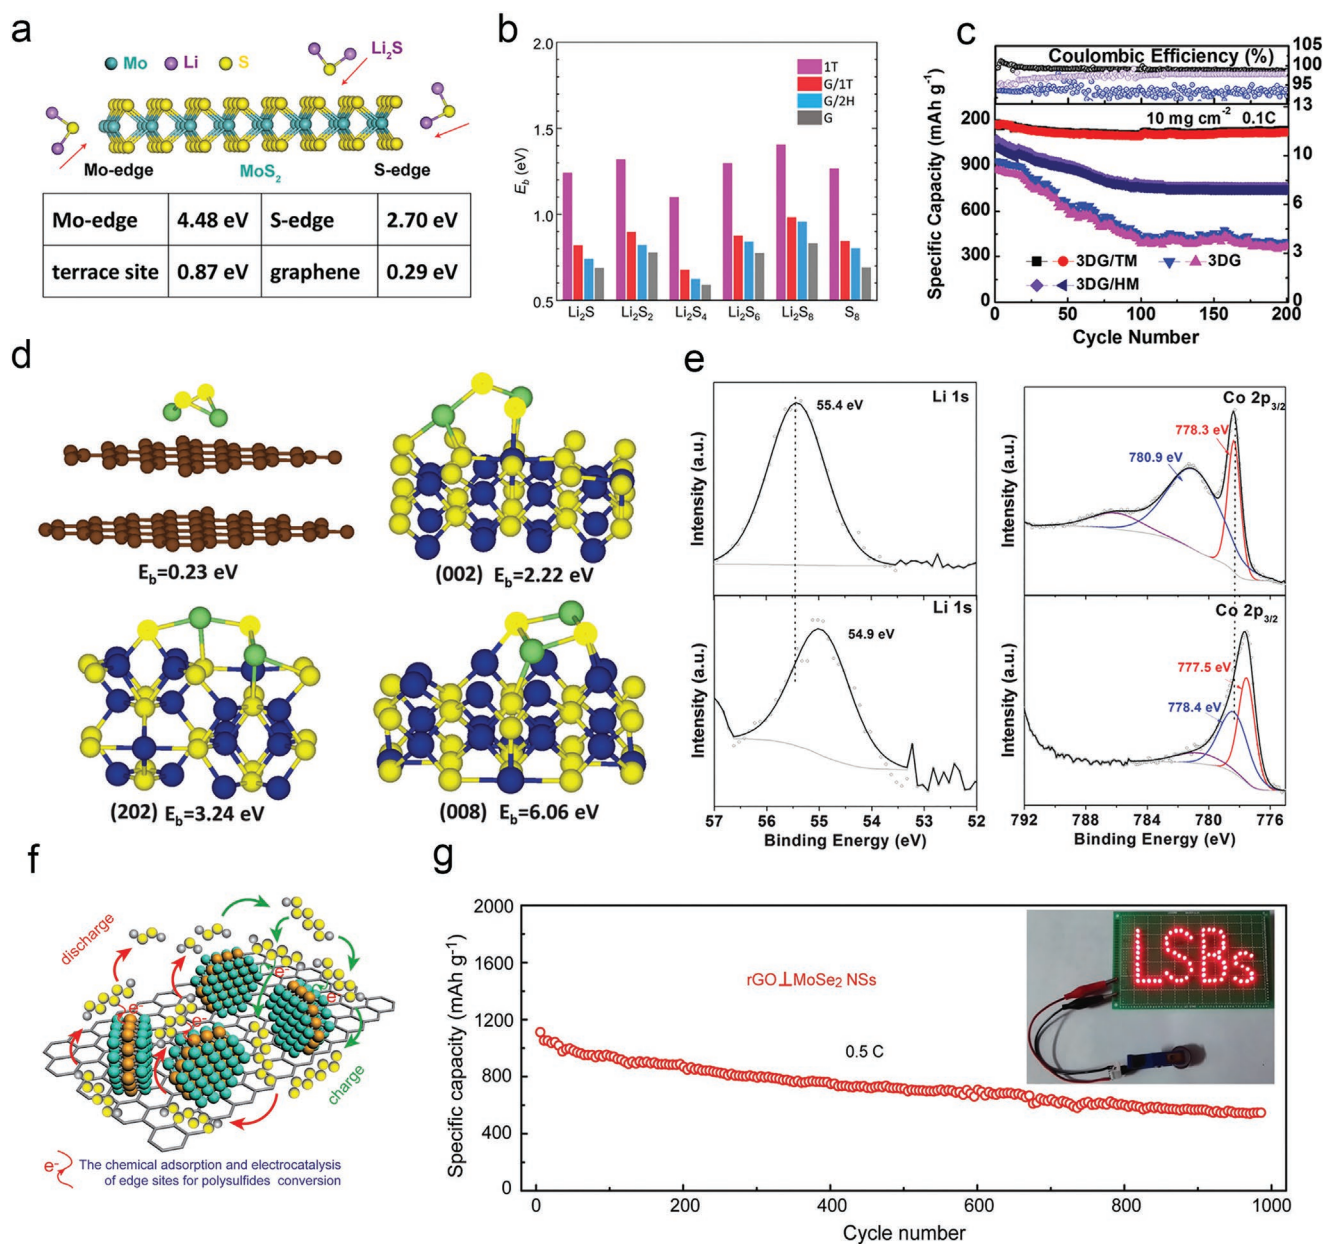 a
Mo Li S
Li2S
Mo-edge MoS2 S-edge
Mo-edge 4.48 eV S-edge 2.70 eV
terrace site 0.87 eV graphene 0.29 eV
b
2.0
1.5
1.0
0.5
Eb (eV)
1T
G/1T
G/2H
G
Li2S Li2S2 Li2S4 Li2S6 Li2S8 S8
c
Coulombic Efficiency (%)
105
100
95
13
10
6
3
0
200
900
750
600
450
300
150
0
Specific Capacity (mAh g-1)
10 mg cm-2 0.1C
3DG/TM 3DG
3DG/HM
0 50 100 150 200
Cycle Number
d
Eb=0.23 eV
(002) Eb=2.22 eV
(202) Eb=3.24 eV
(008) Eb=6.06 eV
e
Intensity (a.u.)
55.4 eV
Li 1s
Intensity (a.u.)
54.9 eV
Li 1s
57 56 55 54 53 52
Binding Energy (eV)
Intensity (a.u.)
Co 2p3/2
778.3 eV
780.9 eV
Intensity (a.u.)
Co 2p3/2
777.5 eV
778.4 eV
792 788 784 780 776
Binding Energy (eV)
f
discharge
charge
e-
e-
e-
e-
e-
The chemical adsorption and electrocatalysis
of edge sites for polysulfides conversion
g
2000
1600
1200
800
400
0
Specific capacity (mAh g-1)
rGO⊥MoSe2 NSs
0.5 C
LSBs
0 200 400 600 800 1000
Cycle number